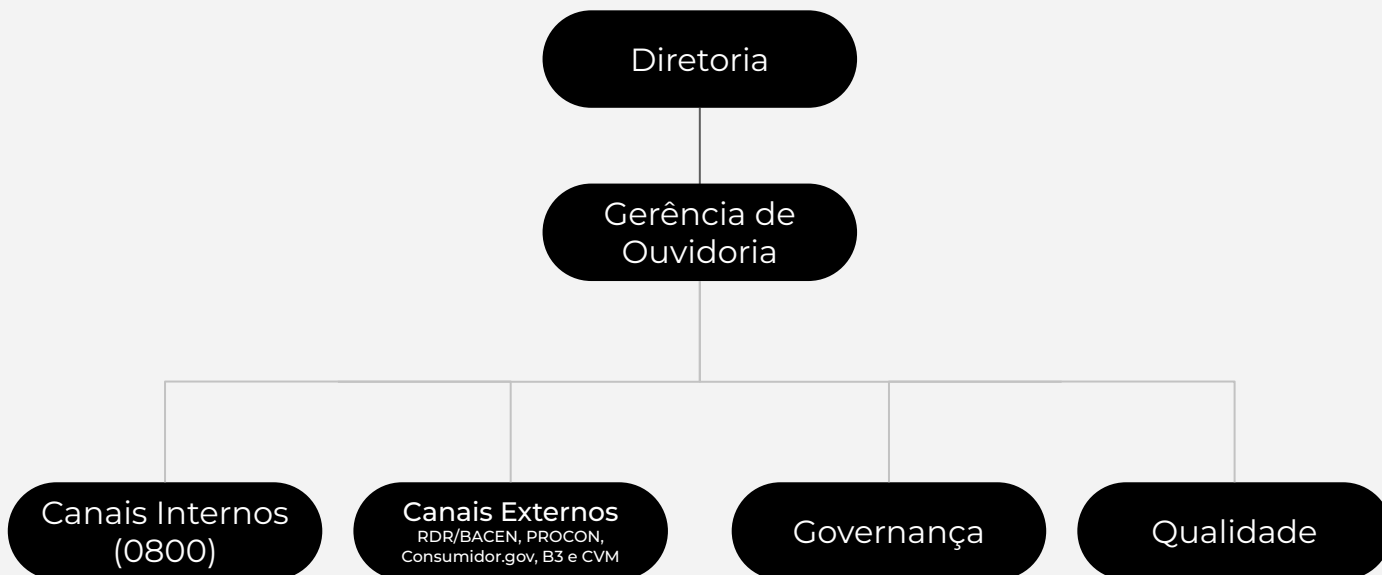 Diretoria
Gerência de
Ouvidoria
Canais Internos
(0800)
Canais Externos
RDR/BACEN, PROCON,
Consumidor.gov, B3 e CVM
Governança
Qualidade